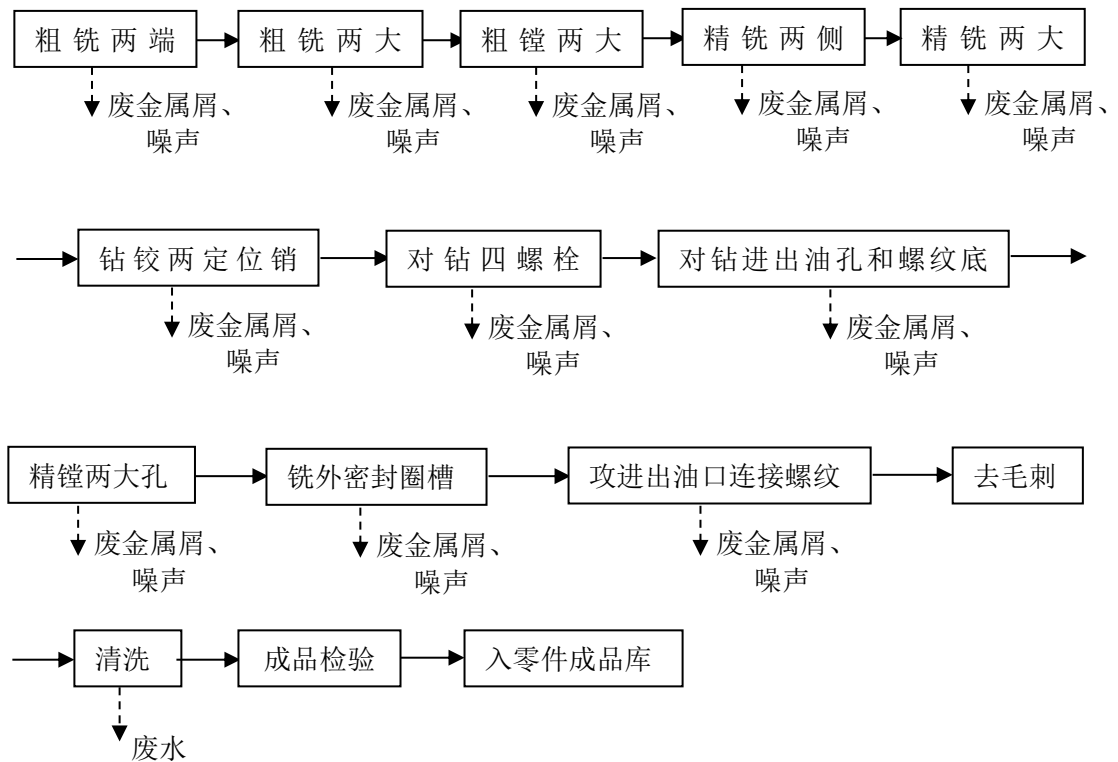 粗铣两端 粗铣两大 粗镗两大 精铣两侧 精铣两大
废金属屑、 废金属屑、 废金属屑、 废金属屑、 废金属屑、
噪声 噪声 噪声 噪声 噪声
钻铰两定位销 对钻四螺栓 对钻进出油孔和螺纹底
废金属屑、 废金属屑、 废金属屑、
噪声 噪声 噪声
精镗两大孔 铣外密封圈槽 攻进出油口连接螺纹 去毛刺
废金属屑、 废金属屑、 废金属屑、
噪声 噪声 噪声
清洗 成品检验 入零件成品库
废水